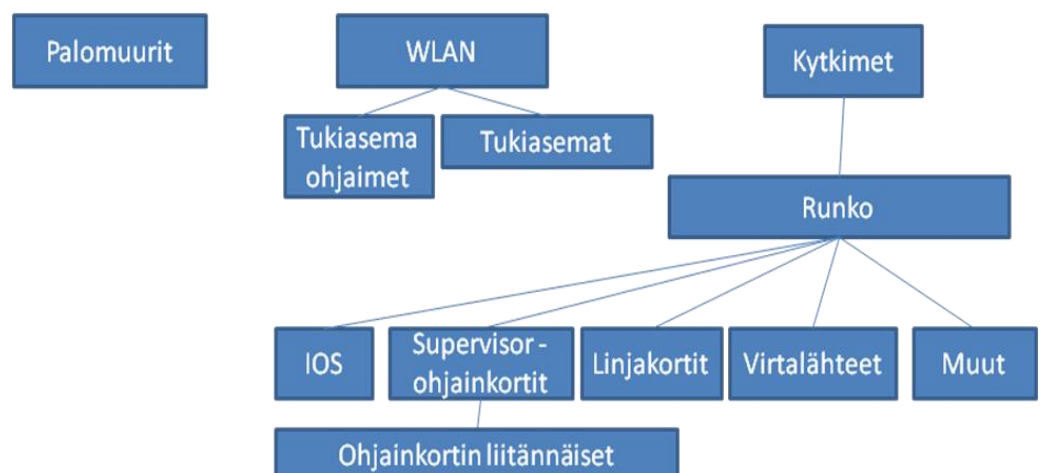 Palomuurit
WLAN
Kytkimet
Tukiasema
ohjaimet
Tukiasemat
Runko
IOS
Supervisor -
ohjainkortit
Linjakortit
Virtalähteet
Muut
Ohjainkortin liitännäiset